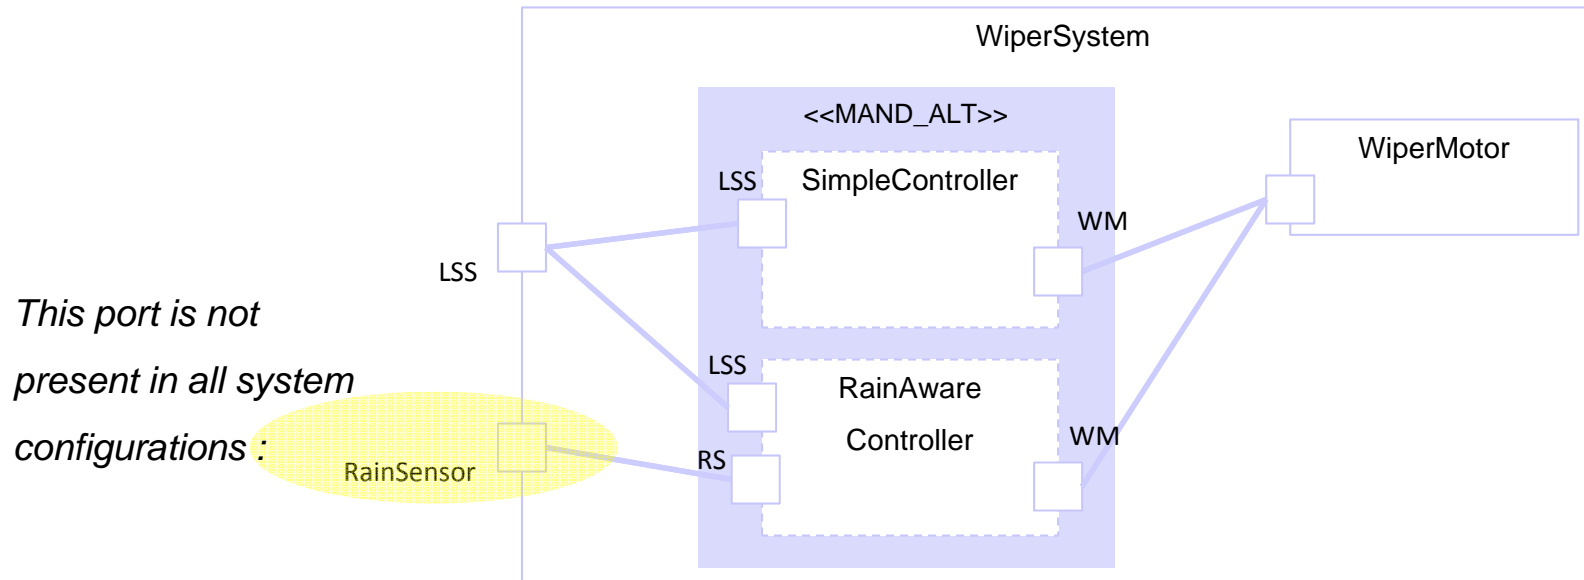 WiperSystem
<<MAND_ALT>>
WiperMotor
LSS
SimpleController
WM
LSS
This port is not
present in all system
configurations :
RainSensor
LSS
RainAware
Controller
RS
WM